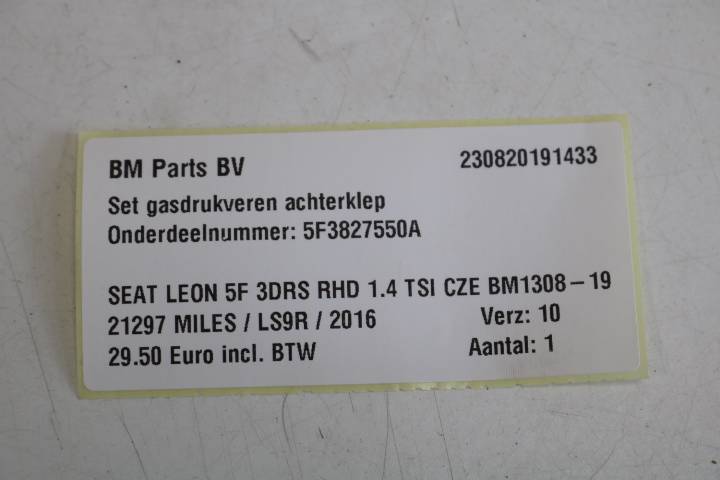 BM Parts BV 230820191433
Set gasdrukveren achterklep
Onderdeelnummer: 5F3827550A
SEAT LEON 5F 3DRS RHD 1.4 TSI CZE BM1308-19
21297 MILES / LS9R / 2016 Verz: 10
29.50 Euro incl. BTW Aantal: 1